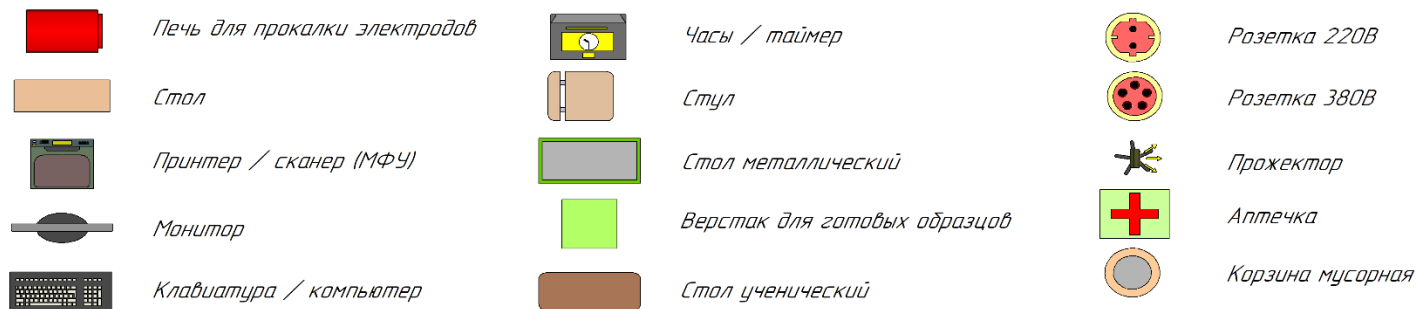 Печь для прокалки электродов
Стол
Принтер / сканер (МФУ)
Монитор
Клавиатура / компьютер
Часы / таймер
Стул
Стол металлический
Верстак для готовых образцов
Стол ученический
Розетка 220В
Розетка 380В
Прожектор
Аптечка
Корзина мусорная